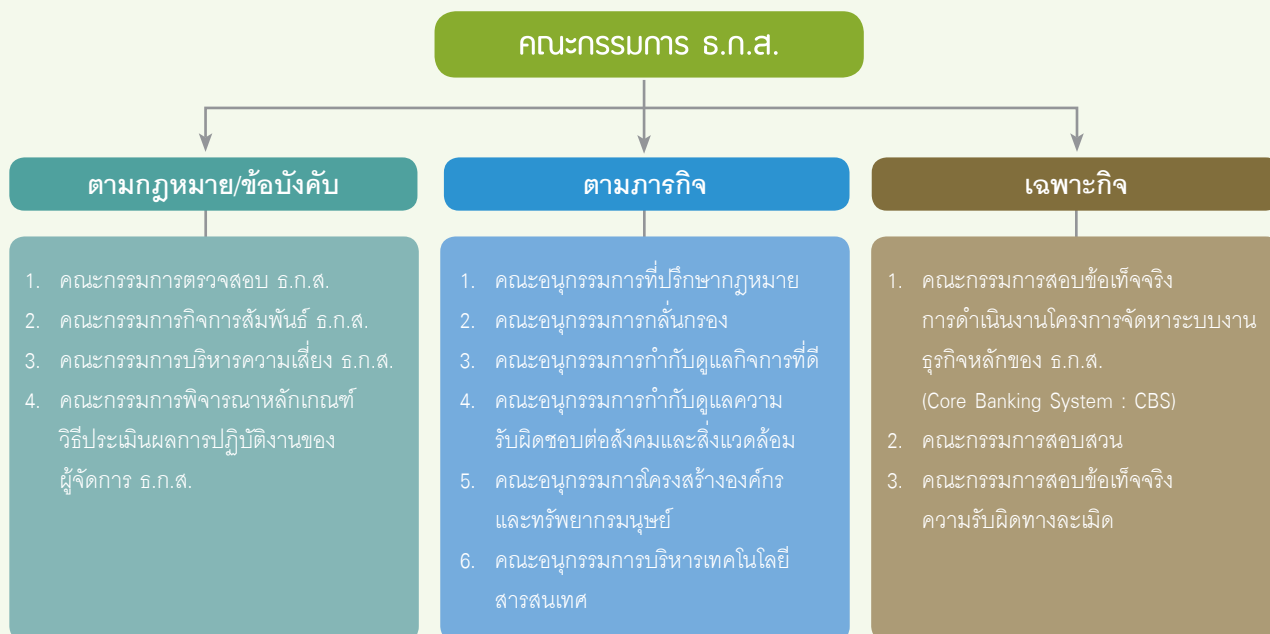 คณะกรรมการ ธ.ก.ส.
ตามกฎหมาย/ข้อบังคับ
1. คณะกรรมการตรวจสอบ ธ.ก.ส.
2. คณะกรรมการกิจการสัมพันธ์ ธ.ก.ส.
3. คณะกรรมการบริหารความเสี่ยง ธ.ก.ส.
4. คณะกรรมการพิจารณาหลักเกณฑ์
วิธีประเมินผลการปฏิบัติงานของ
ผู้จัดการ ธ.ก.ส.
ตามภารกิจ
1. คณะอนุกรรมการที่ปรึกษากฎหมาย
2. คณะอนุกรรมการกลั่นกรอง
3. คณะอนุกรรมการกำกับดูแลกิจการที่ดี
4. คณะอนุกรรมการกำกับดูแลความ
รับผิดชอบต่อสังคมและสิ่งแวดล้อม
5. คณะอนุกรรมการโครงสร้างองค์กร
และทรัพยากรมนุษย์
6. คณะอนุกรรมการบริหารเทคโนโลยี
สารสนเทศ
เฉพาะกิจ
1. คณะกรรมการสอบข้อเท็จจริง
การดำเนินงานโครงการจัดหาระบบงาน
ธุรกิจหลักของ ธ.ก.ส.
(Core Banking System : CBS)
2. คณะกรรมการสอบสวน
3. คณะกรรมการสอบข้อเท็จจริง
ความรับผิดทางละเมิด